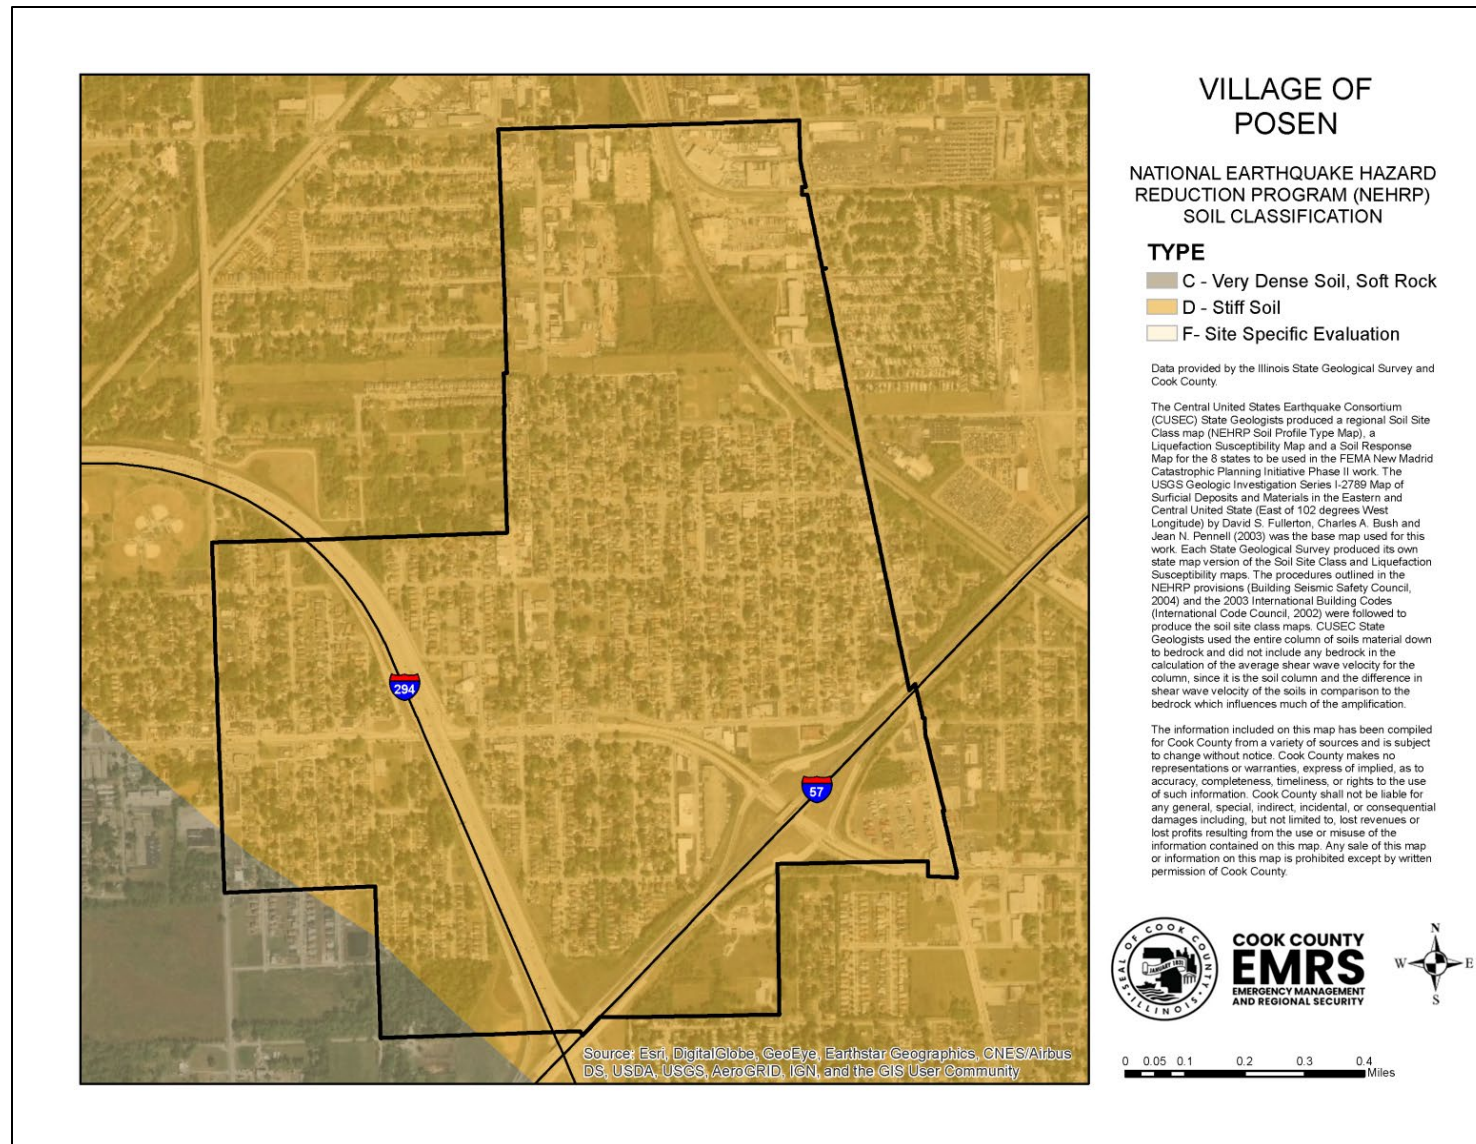 VILLAGE OF
POSEN
NATIONAL EARTHQUAKE HAZARD
REDUCTION PROGRAM (NEHRP)
SOIL CLASSIFICATION
TYPE
C - Very Dense Soil, Soft Rock
D - Stiff Soil
F- Site Specific Evaluation
Data provided by the Illinois State Geological Survey and
Cook County.
The Central United States Earthquake Consortium
(CUSEC) State Geologists produced a regional Soil Site
Class map (NEHRP Soil Profile Type Map), a
Liquefaction Susceptibility Map and a Soil Response
Map for the 8 states to be used in the FEMA New Madrid
Catastrophic Planning Initiative Phase II work. The
USGS Geologic Investigation Series I-2789 Map of
Surficial Deposits and Materials in the Eastern and
Central United State (East of 102 degrees West
Longitude) by David S. Fullerton, Charles A. Bush and
Jean N. Pennell (2003) was the base map used for this
work. Each State Geological Survey produced its own
state map version of the Soil Site Class and Liquefaction
Susceptibility maps. The procedures outlined in the
NEHRP provisions (Building Seismic Safety Council,
2004) and the 2003 International Building Codes
(International Code Council, 2002) were followed to
produce the soil site class maps. CUSEC State
Geologists used the entire column of soils material down
to bedrock and did not include any bedrock in the
calculation of the average shear wave velocity for the
column, since it is the soil column and the difference in
shear wave velocity of the soils in comparison to the
bedrock which influences much of the amplification.
The information included on this map has been compiled
for Cook County from a variety of sources and is subject
to change without notice. Cook County makes no
representations or warranties, express of implied, as to
accuracy, completeness, timeliness, or rights to the use
of such information. Cook County shall not be liable for
any general, special, indirect, incidental, or consequential
damages including, but not limited to, lost revenues or
lost profits resulting from the use or misuse of the
information contained on this map. Any sale of this map
or information on this map is prohibited except by written
permission of Cook County.
294
57
SEAL OF COOK COUNTY
JANUARY 1831
ILLINOIS
COOK COUNTY
EMRS
EMERGENCY MANAGEMENT
AND REGIONAL SECURITY
N
W E
S
Source: Esri, DigitalGlobe, GeoEye, Earthstar Geographics, CNES/Airbus
DS, USDA, USGS, AeroGRID, IGN, and the GIS User Community
0 0.05 0.1 0.2 0.3 0.4
Miles